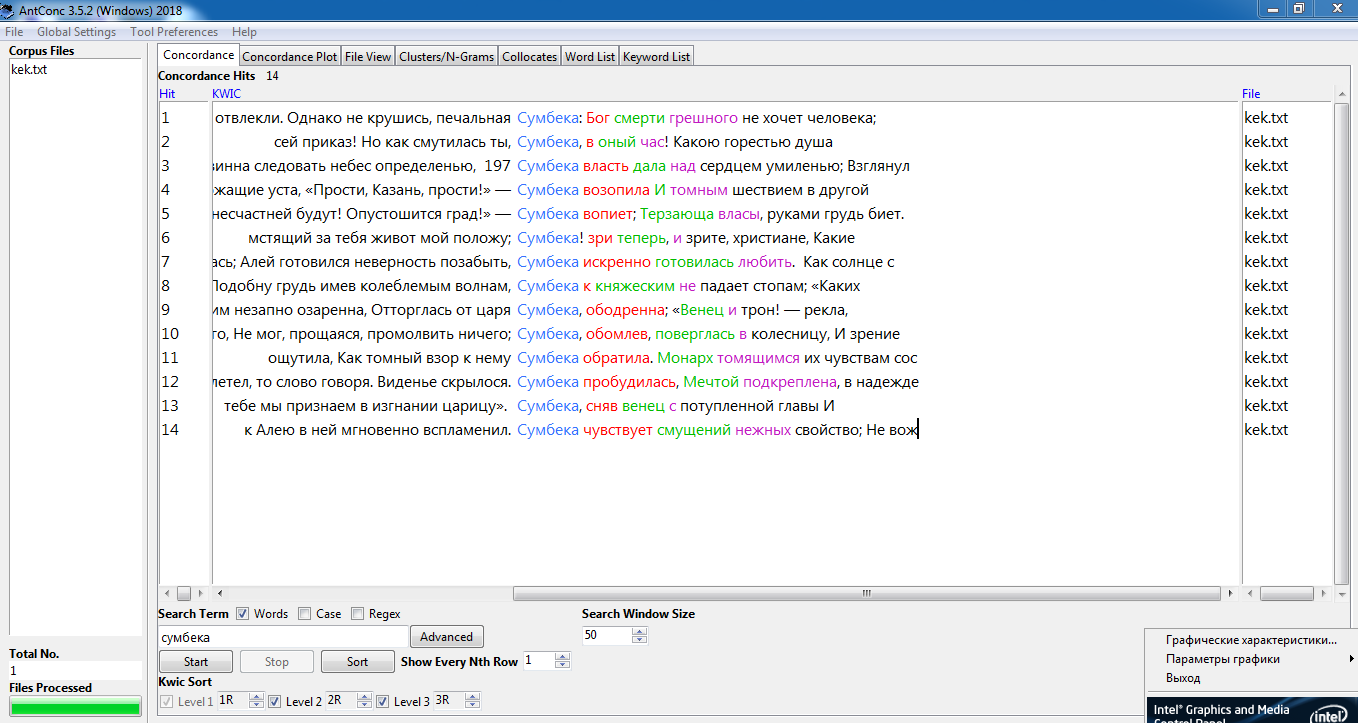 AntConc 3.5.2 (Windows) 2018
File Global Settings Tool Preferences Help
Corpus Files
kek.txt
Concordance Concordance Plot File View Clusters/N-Grams Collocates Word List Keyword List
Concordance Hits 14
Hit KWIC File
1 отвлекли. Однако не крушись, печальная Сумбека: Бог смерти грешного не хочет человека; kek.txt
2 сей приказ! Но как смутилась ты, Сумбека, в оный час! Какою горестью душа kek.txt
3 винна следовать небес определенью, 197 Сумбека власть дала над сердцем умиленью; Взглянул kek.txt
4 жащие уста, «Прости, Казань, прости!» — Сумбека возопила И томным шествием в другой kek.txt
5 несчастней будут! Опустошится град!» — Сумбека вопиет; Терзающа власы, руками грудь биет. kek.txt
6 мстящий за тебя живот мой положу; Сумбека! зри теперь, и зрите, христиане, Какие kek.txt
7 ась; Алей готовился неверность позабыть, Сумбека искренно готовилась любить. Как солнце с kek.txt
8 Подобну грудь имев колеблемым волнам, Сумбека к княжеским не падает стопам; «Каких kek.txt
9 им незапно озаренна, Отторглась от царя Сумбека, ободренна; «Венец и трон! — рекла, kek.txt
10 го, Не мог, прощаяся, промолвить ничего; Сумбека, обомлев, поверглась в колесницу, И зрение kek.txt
11 ощутила, Как томный взор к нему Сумбека обратила. Монарх томящимся их чувствам сос kek.txt
12 летел, то слово говоря. Виденье скрылося. Сумбека пробудилась, Мечтой подкреплена, в надежде kek.txt
13 тебе мы признаем в изгнании царицу». Сумбека, сняв венец с потупленной главы И kek.txt
14 к Алею в ней мгновенно вспламенил. Сумбека чувствует смущений нежных свойство; Не вож kek.txt
Search Term Words Case Regex Search Window Size
сумбека Advanced 50
Start Stop Sort Show Every Nth Row 1
Kwic Sort
Level 1 1R Level 2 2R Level 3 3R
Total No.
1
Files Processed
Графические характеристики...
Параметры графики
Выход
Intel® Graphics and Media
Control Panel
intel